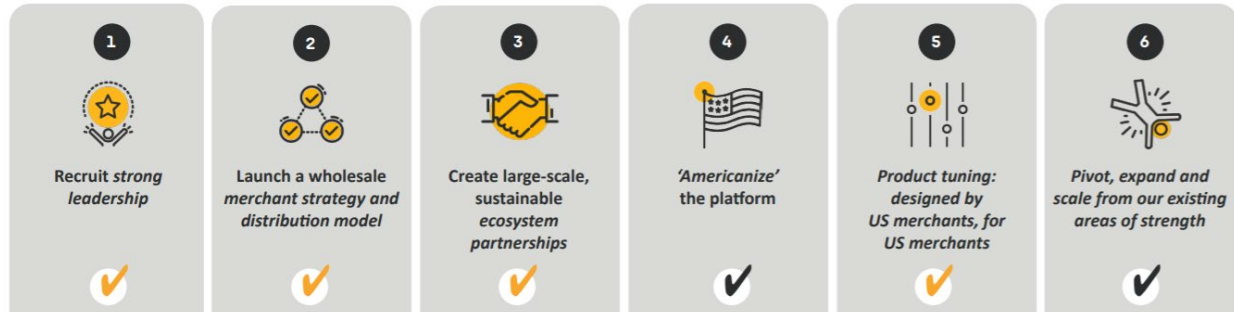 1
Recruit strong
leadership
2
Launch a wholesale
merchant strategy and
distribution model
3
Create large-scale,
sustainable
ecosystem
partnerships
4
‘Americanize’
the platform
5
Product tuning:
designed by
US merchants, for
US merchants
6
Pivot, expand and
scale from our existing
areas of strength